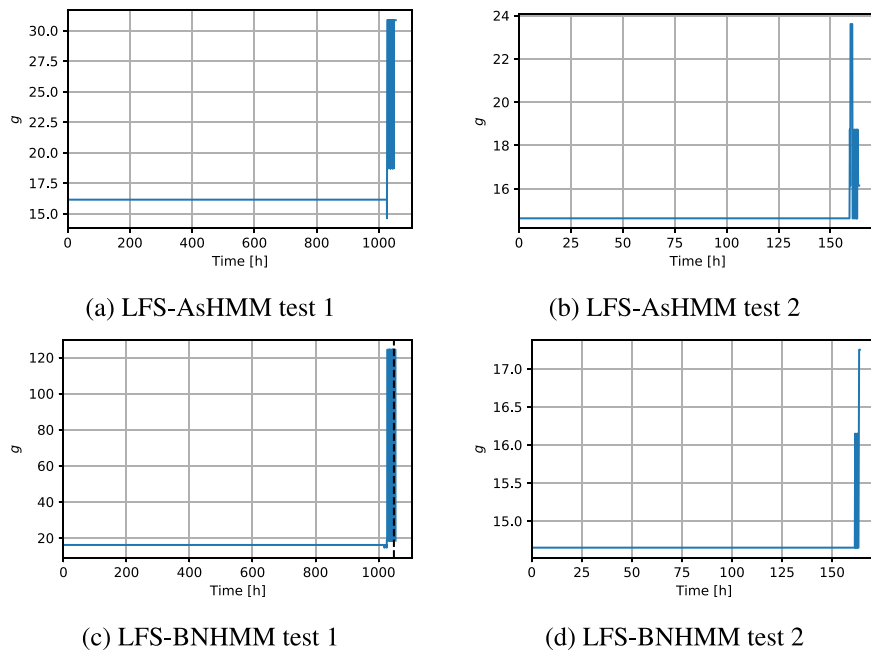 30.0
27.5
25.0
22.5
20.0
17.5
15.0
g
0 200 400 600 800 1000
Time [h]
(a) LFS-AsHMM test 1
24
22
20
18
16
g
0 25 50 75 100 125 150
Time [h]
(b) LFS-AsHMM test 2
120
100
80
60
40
20
g
0 200 400 600 800 1000
Time [h]
(c) LFS-BNHMM test 1
17.0
16.5
16.0
15.5
15.0
g
0 25 50 75 100 125 150
Time [h]
(d) LFS-BNHMM test 2